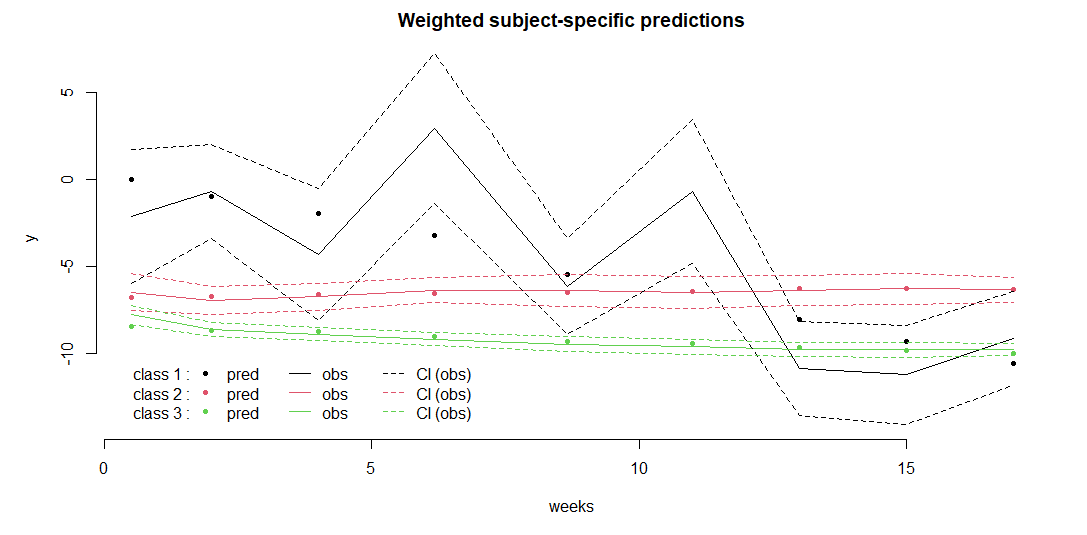 Weighted subject-specific predictions
5
0
-5
-10
y
class 1 : pred obs CI (obs)
class 2 : pred obs CI (obs)
class 3 : pred obs CI (obs)
0 5 10 15
weeks